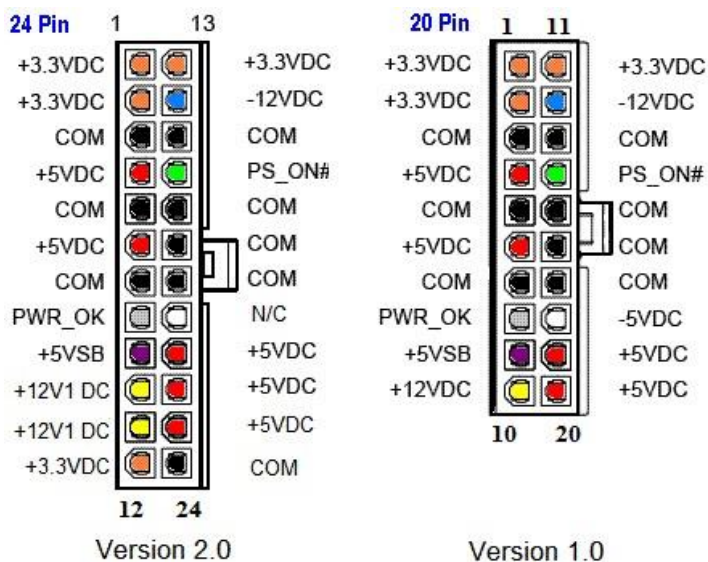 24 Pin 1 13
+3.3VDC +3.3VDC
+3.3VDC -12VDC
COM COM
+5VDC PS_ON#
COM COM
+5VDC COM
COM COM
PWR_OK N/C
+5VSB +5VDC
+12V1 DC +5VDC
+12V1 DC +5VDC
+3.3VDC COM
12 24
Version 2.0
20 Pin 1 11
+3.3VDC +3.3VDC
+3.3VDC -12VDC
COM COM
+5VDC PS_ON#
COM COM
+5VDC COM
COM COM
PWR_OK -5VDC
+5VSB +5VDC
+12VDC +5VDC
10 20
Version 1.0